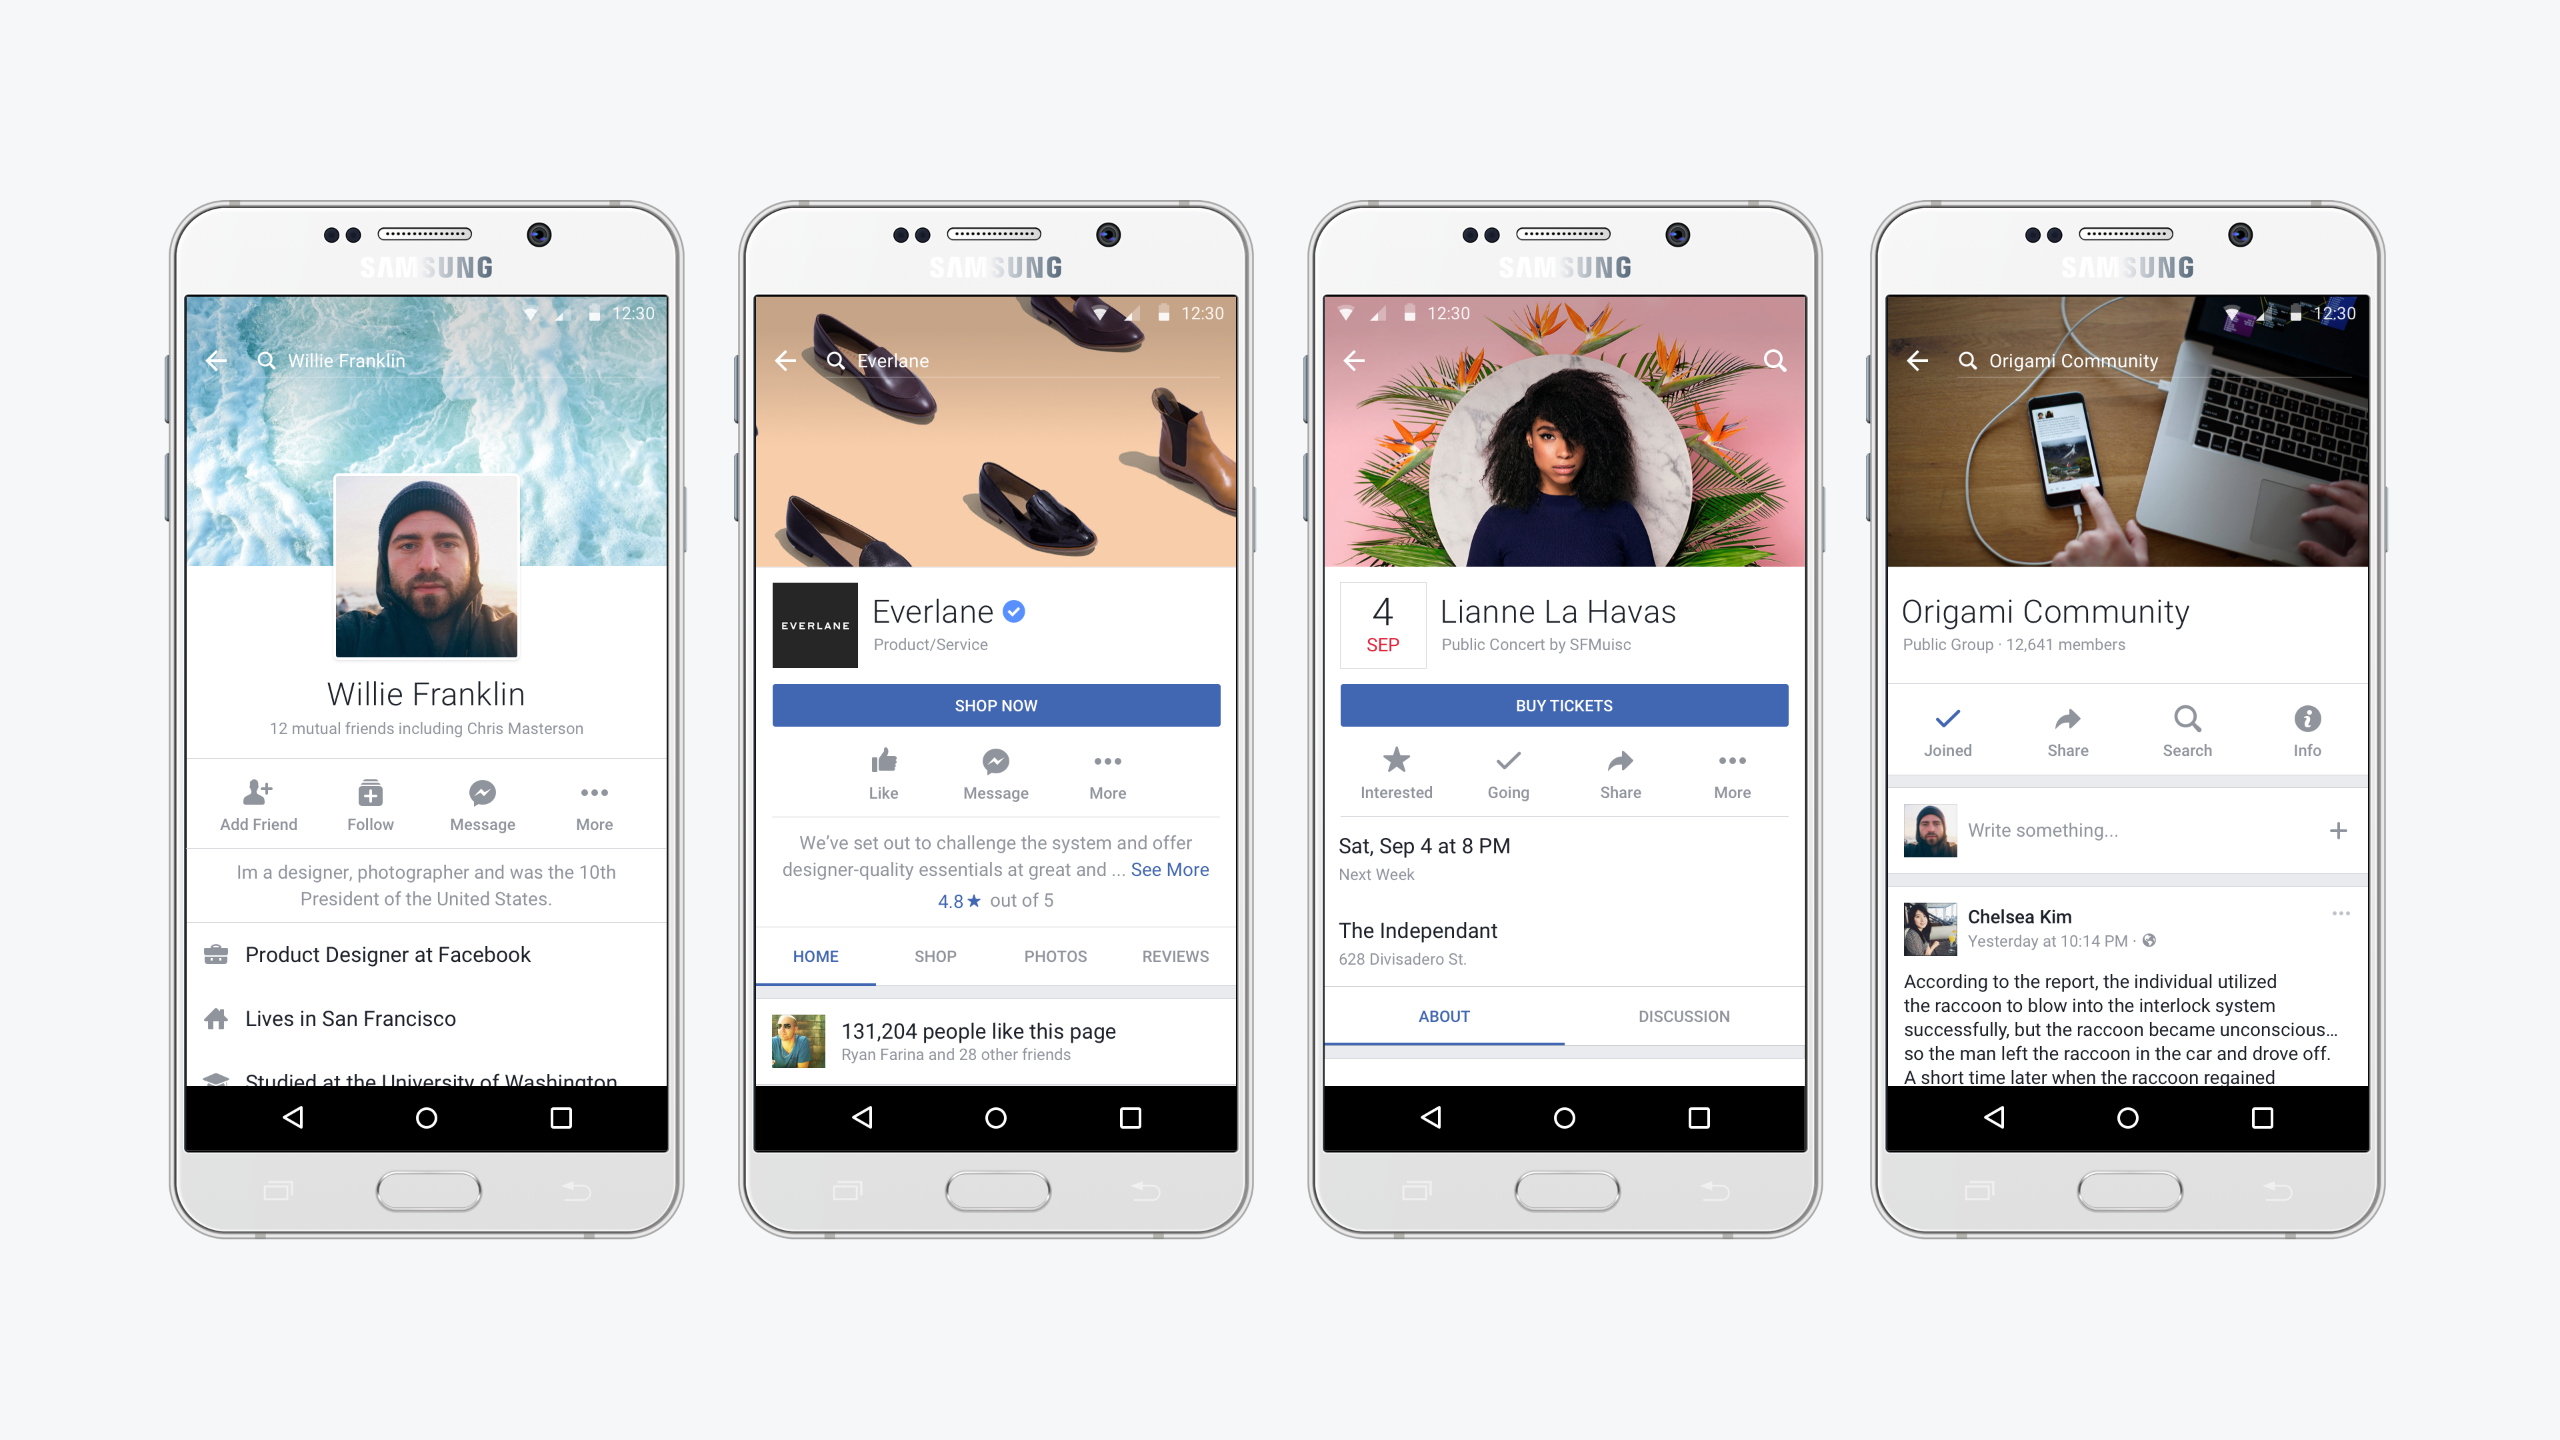 SAMSUNG
12:30
Willie Franklin
Willie Franklin
12 mutual friends including Chris Masterson
Add Friend
Follow
Message
More
Im a designer, photographer and was the 10th
President of the United States.
Product Designer at Facebook
Lives in San Francisco
Studied at the University of Washington
SAMSUNG
12:30
Everlane
EVERLANE
Everlane
Product/Service
SHOP NOW
Like
Message
More
We've set out to challenge the system and offer
designer-quality essentials at great and ... See More
4.8★ out of 5
HOME
SHOP
PHOTOS
REVIEWS
131,204 people like this page
Ryan Farina and 28 other friends
SAMSUNG
12:30
4
SEP
Lianne La Havas
Public Concert by SFMuisc
BUY TICKETS
Interested
Going
Share
More
Sat, Sep 4 at 8 PM
Next Week
The Independant
628 Divisadero St.
ABOUT
DISCUSSION
SAMSUNG
12:30
Origami Community
Origami Community
Public Group · 12,641 members
Joined
Share
Search
Info
Write something...
Chelsea Kim
Yesterday at 10:14 PM ·
According to the report, the individual utilized
the raccoon to blow into the interlock system
successfully, but the raccoon became unconscious...
so the man left the raccoon in the car and drove off.
A short time later when the raccoon regained